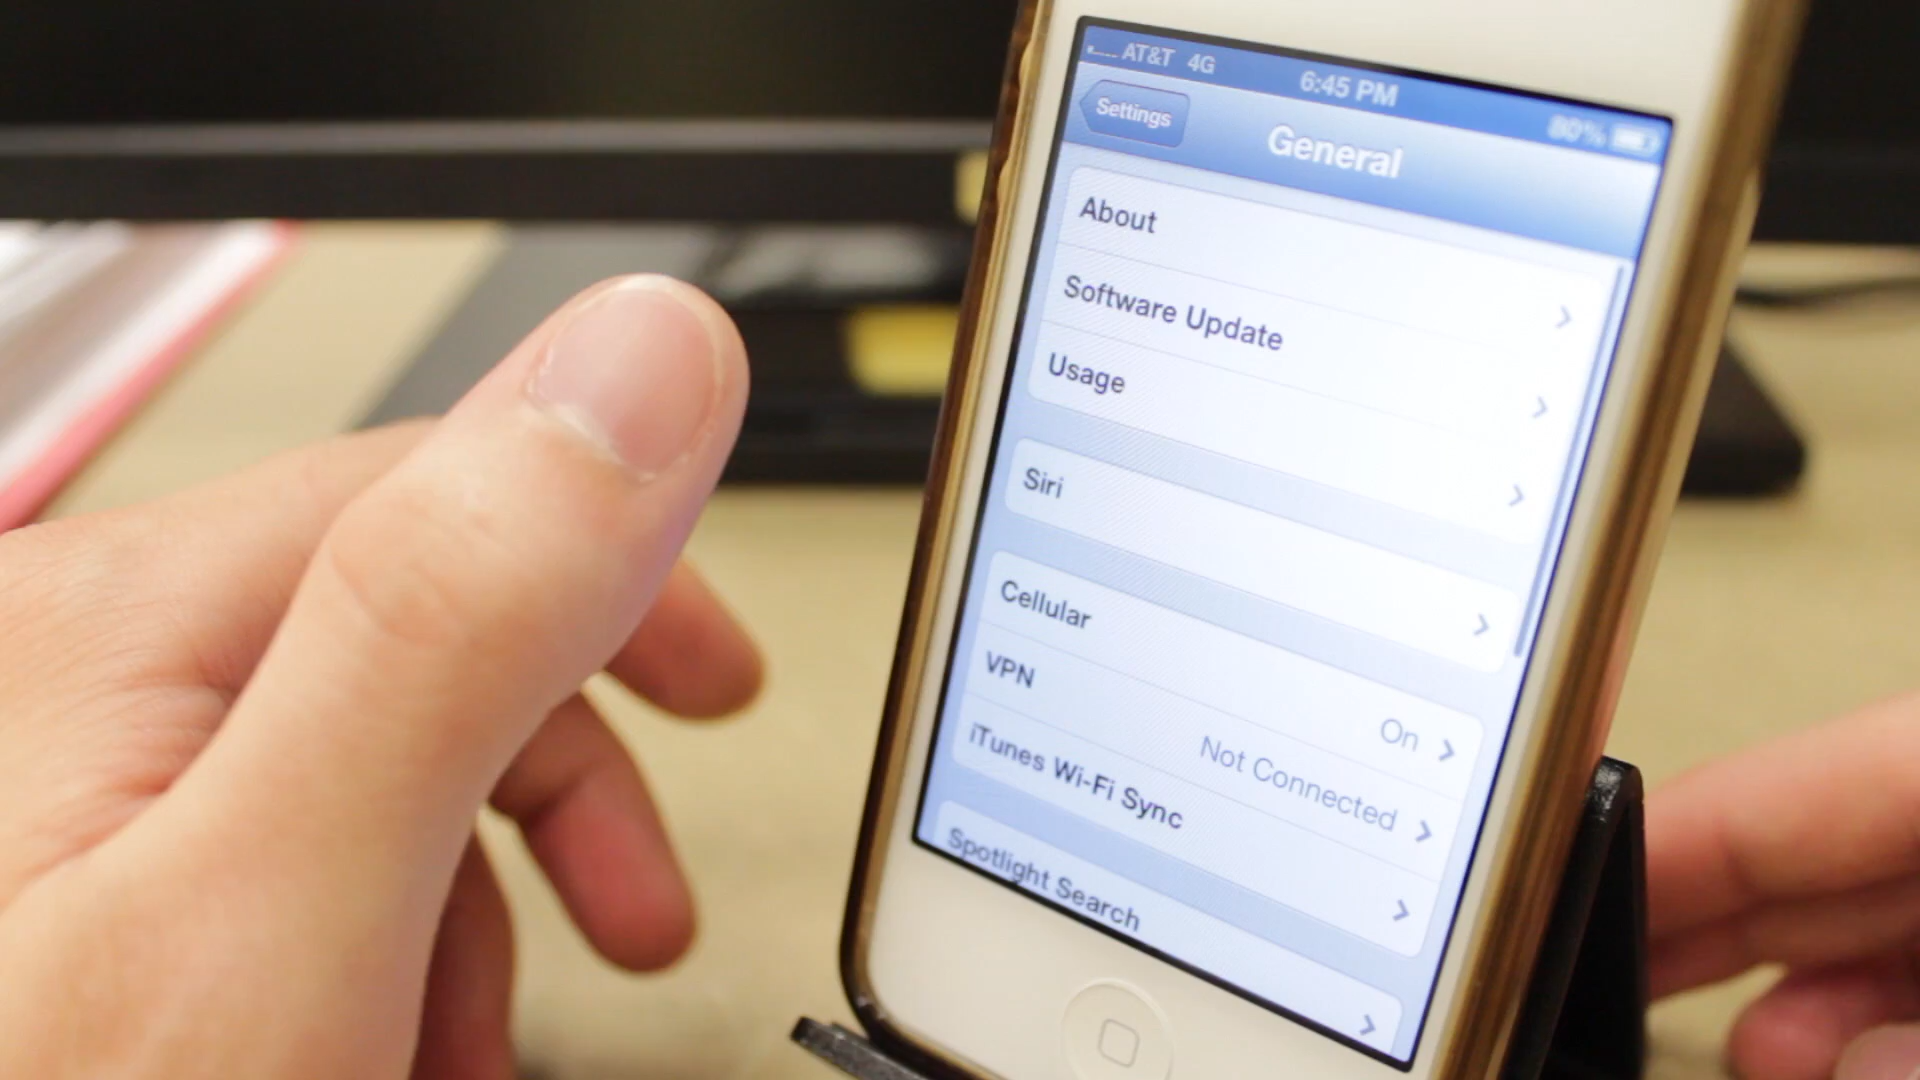 AT&T 4G 6:45 PM 80%
Settings General
About
Software Update
Usage
Siri
Cellular On
VPN Not Connected
iTunes Wi-Fi Sync
Spotlight Search